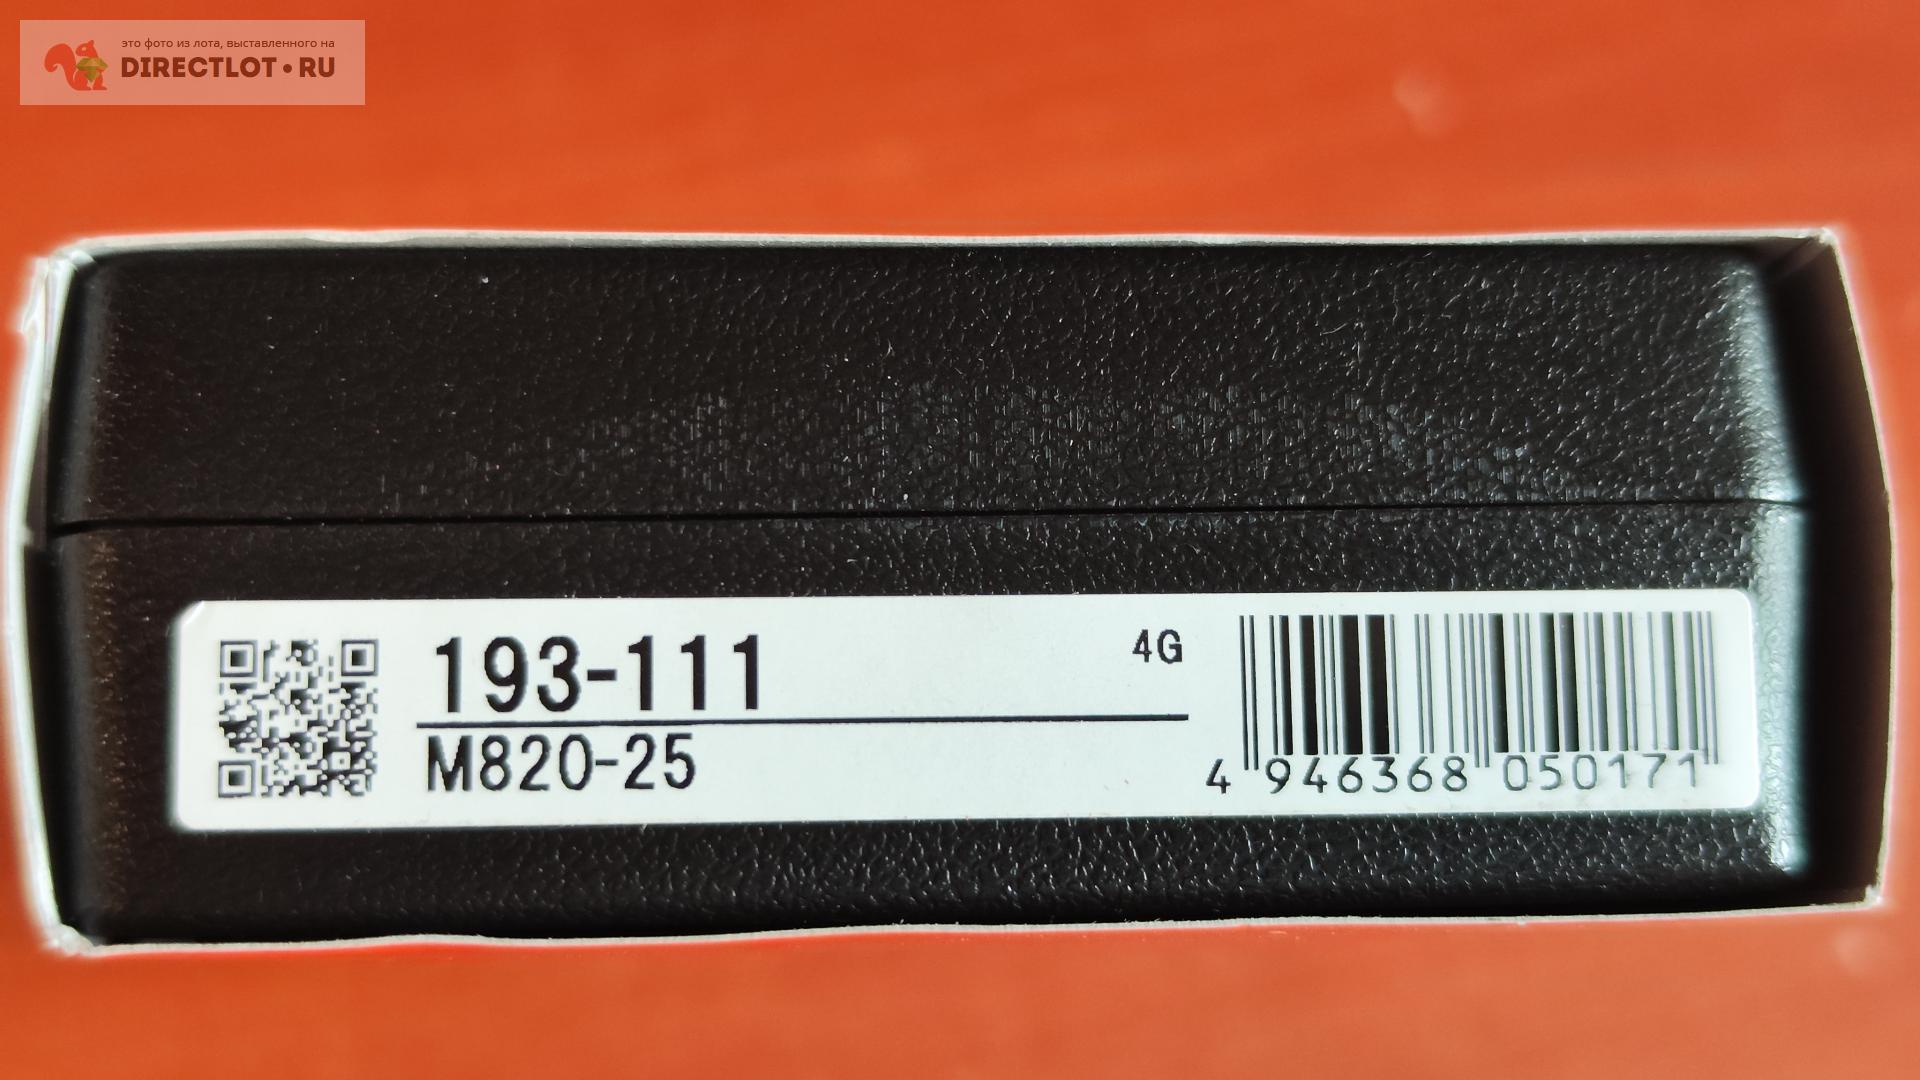 это фото из лота, выставленного на
DIRECTLOT•RU
193-111
4G
M820-25
4 946368 050171